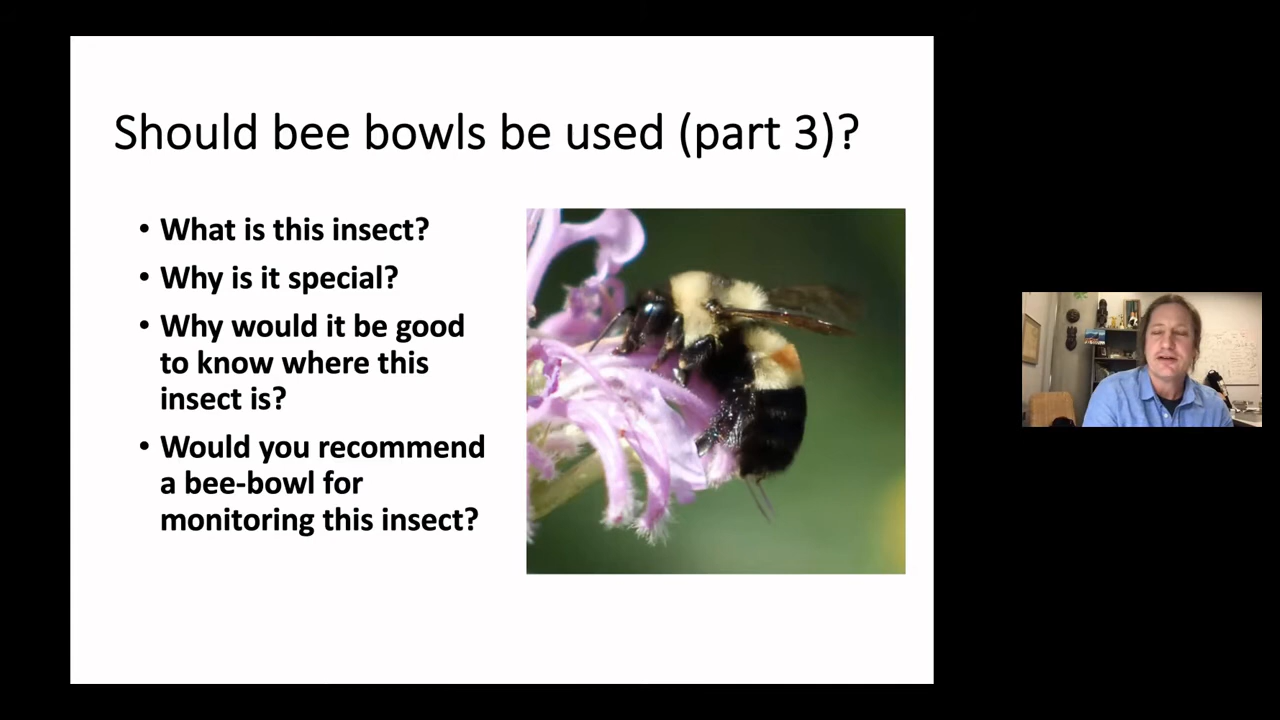 Should bee bowls be used (part 3)?
• What is this insect?
• Why is it special?
• Why would it be good
to know where this
insect is?
• Would you recommend
a bee-bowl for
monitoring this insect?